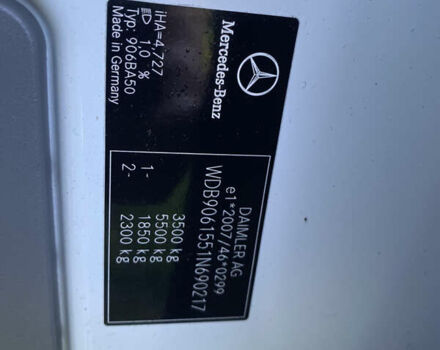 DAIMLER AG
e1*2007/46*0299
WDB9061551N690217
3500 kg
5500 kg
1- 1850 kg
2- 2300 kg
Mercedes-Benz
iHA=4,727
1,0 %
Typ: 906BA50
Made in Germany